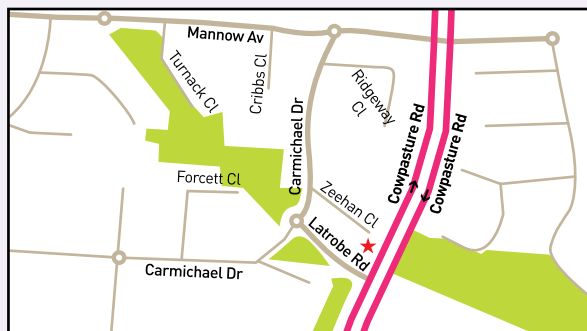 Mannow Av
Turnack Cl
Cribbs Cl
Ridgeway
Cl
Carmichael Dr
Cowpasture Rd
Cowpasture Rd
Forcett Cl
Zeehan Cl
Latrobe Rd
Carmichael Dr